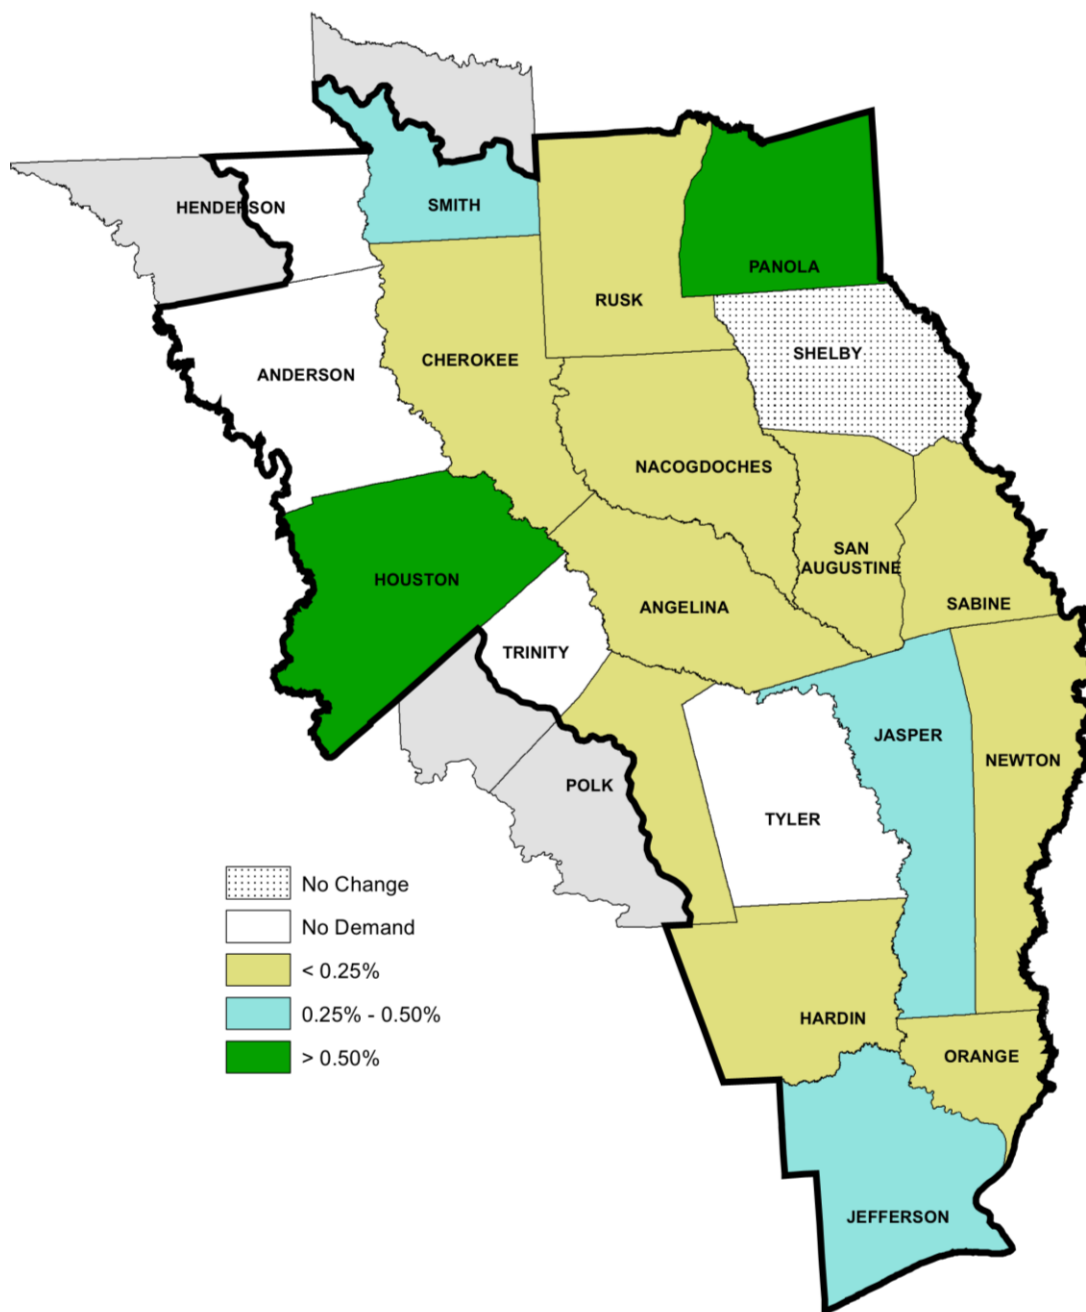 HENDERSON
SMITH
PANOLA
RUSK
SHELBY
CHEROKEE
ANDERSON
NACOGDOCHES
SAN
AUGUSTINE
HOUSTON
ANGELINA
SABINE
TRINITY
JASPER
NEWTON
POLK
TYLER
No Change
No Demand
< 0.25%
0.25% - 0.50%
> 0.50%
HARDIN
ORANGE
JEFFERSON